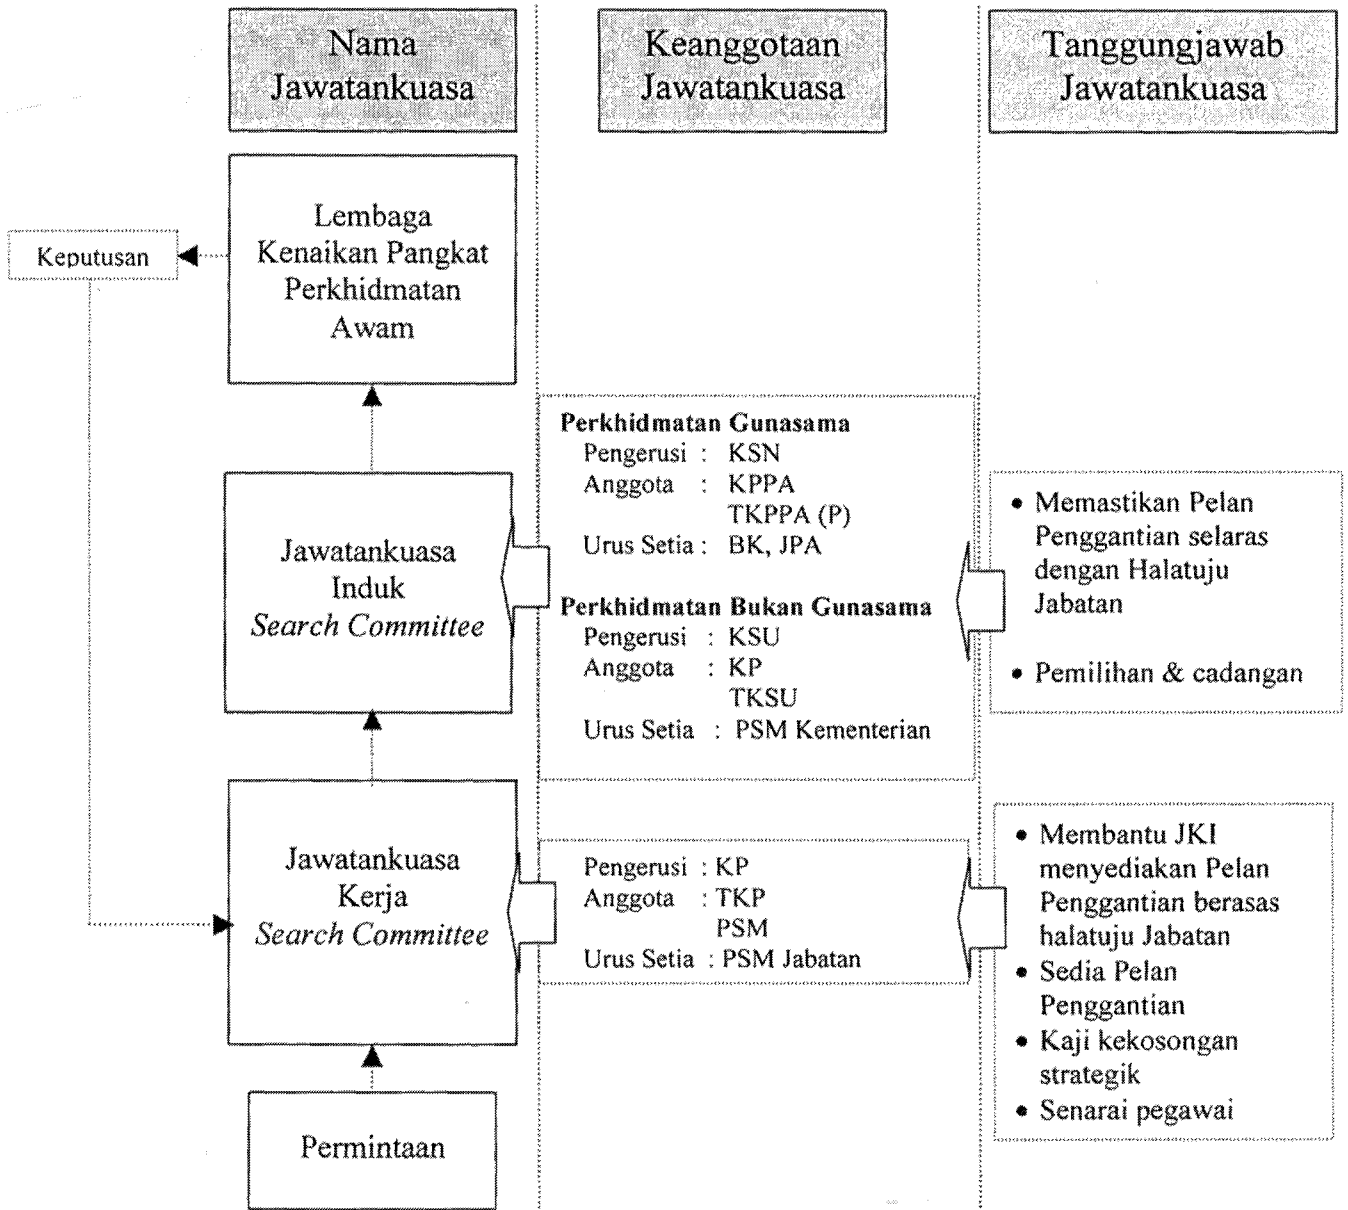 Nama
Jawatankuasa
Keanggotaan
Jawatankuasa
Tanggungjawab
Jawatankuasa
Lembaga
Kenaikan Pangkat
Perkhidmatan
Awam
Keputusan
Perkhidmatan Gunasama
Pengerusi : KSN
Anggota : KPPA
TKPPA (P)
Urus Setia : BK, JPA
Perkhidmatan Bukan Gunasama
Pengerusi : KSU
Anggota : KP
TKSU
Urus Setia : PSM Kementerian
Jawatankuasa
Induk
Search Committee
• Memastikan Pelan
Penggantian selaras
dengan Halatuju
Jabatan
• Pemilihan & cadangan
Jawatankuasa
Kerja
Search Committee
Pengerusi : KP
Anggota : TKP
PSM
Urus Setia : PSM Jabatan
• Membantu JKI
menyediakan Pelan
Penggantian berasas
halatuju Jabatan
• Sedia Pelan
Penggantian
• Kaji kekosongan
strategik
• Senarai pegawai
Permintaan